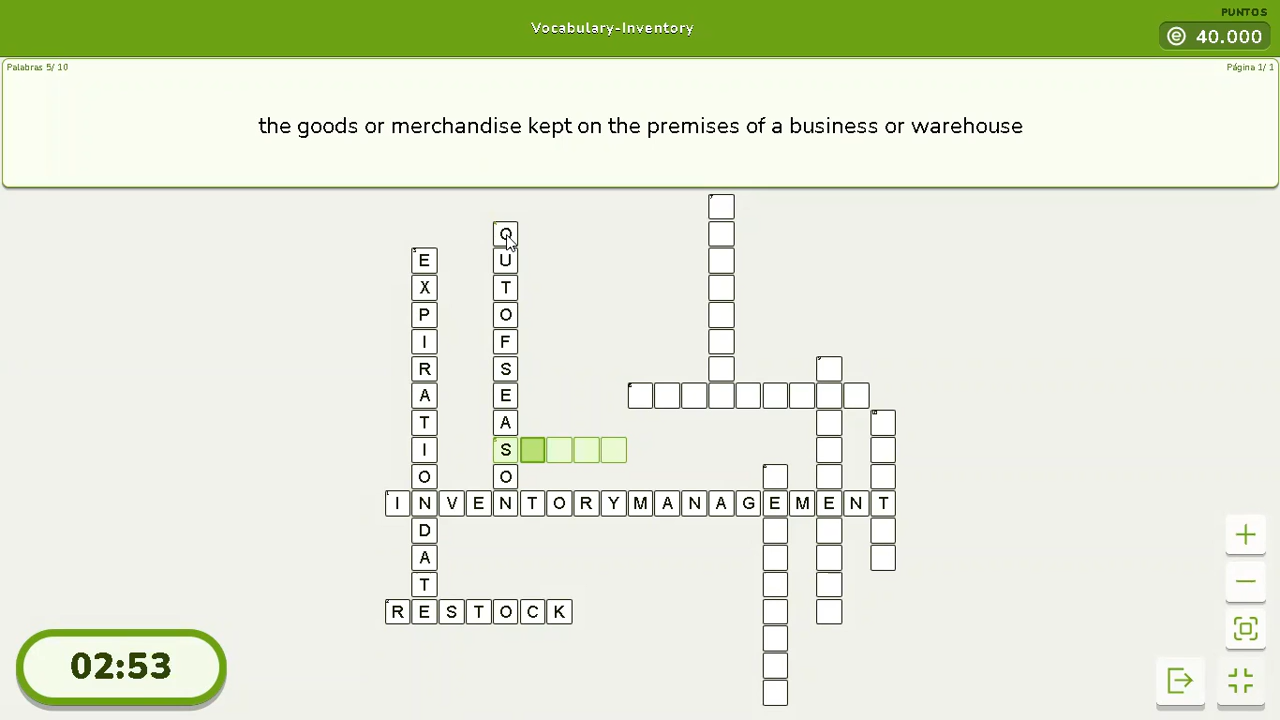 PUNTOS
Vocabulary-Inventory
40.000
Palabras 5/ 10
Página 1/ 1
the goods or merchandise kept on the premises of a business or warehouse
OUTOFSEASON
EXPIRATIONDATE
S
INVENTORYMANAGEMENT
RESTOCK
02:53